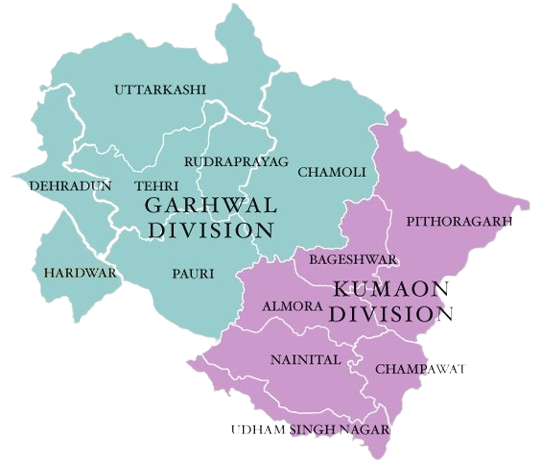 UTTARKASHI
RUDRAPRAYAG
CHAMOLI
DEHRADUN
TEHRI
GARHWAL
DIVISION
PITHORAGARH
HARDWAR
PAURI
BAGESHWAR
KUMAON
DIVISION
ALMORA
NAINITAL
CHAMPAWAT
UDHAM SINGH NAGAR